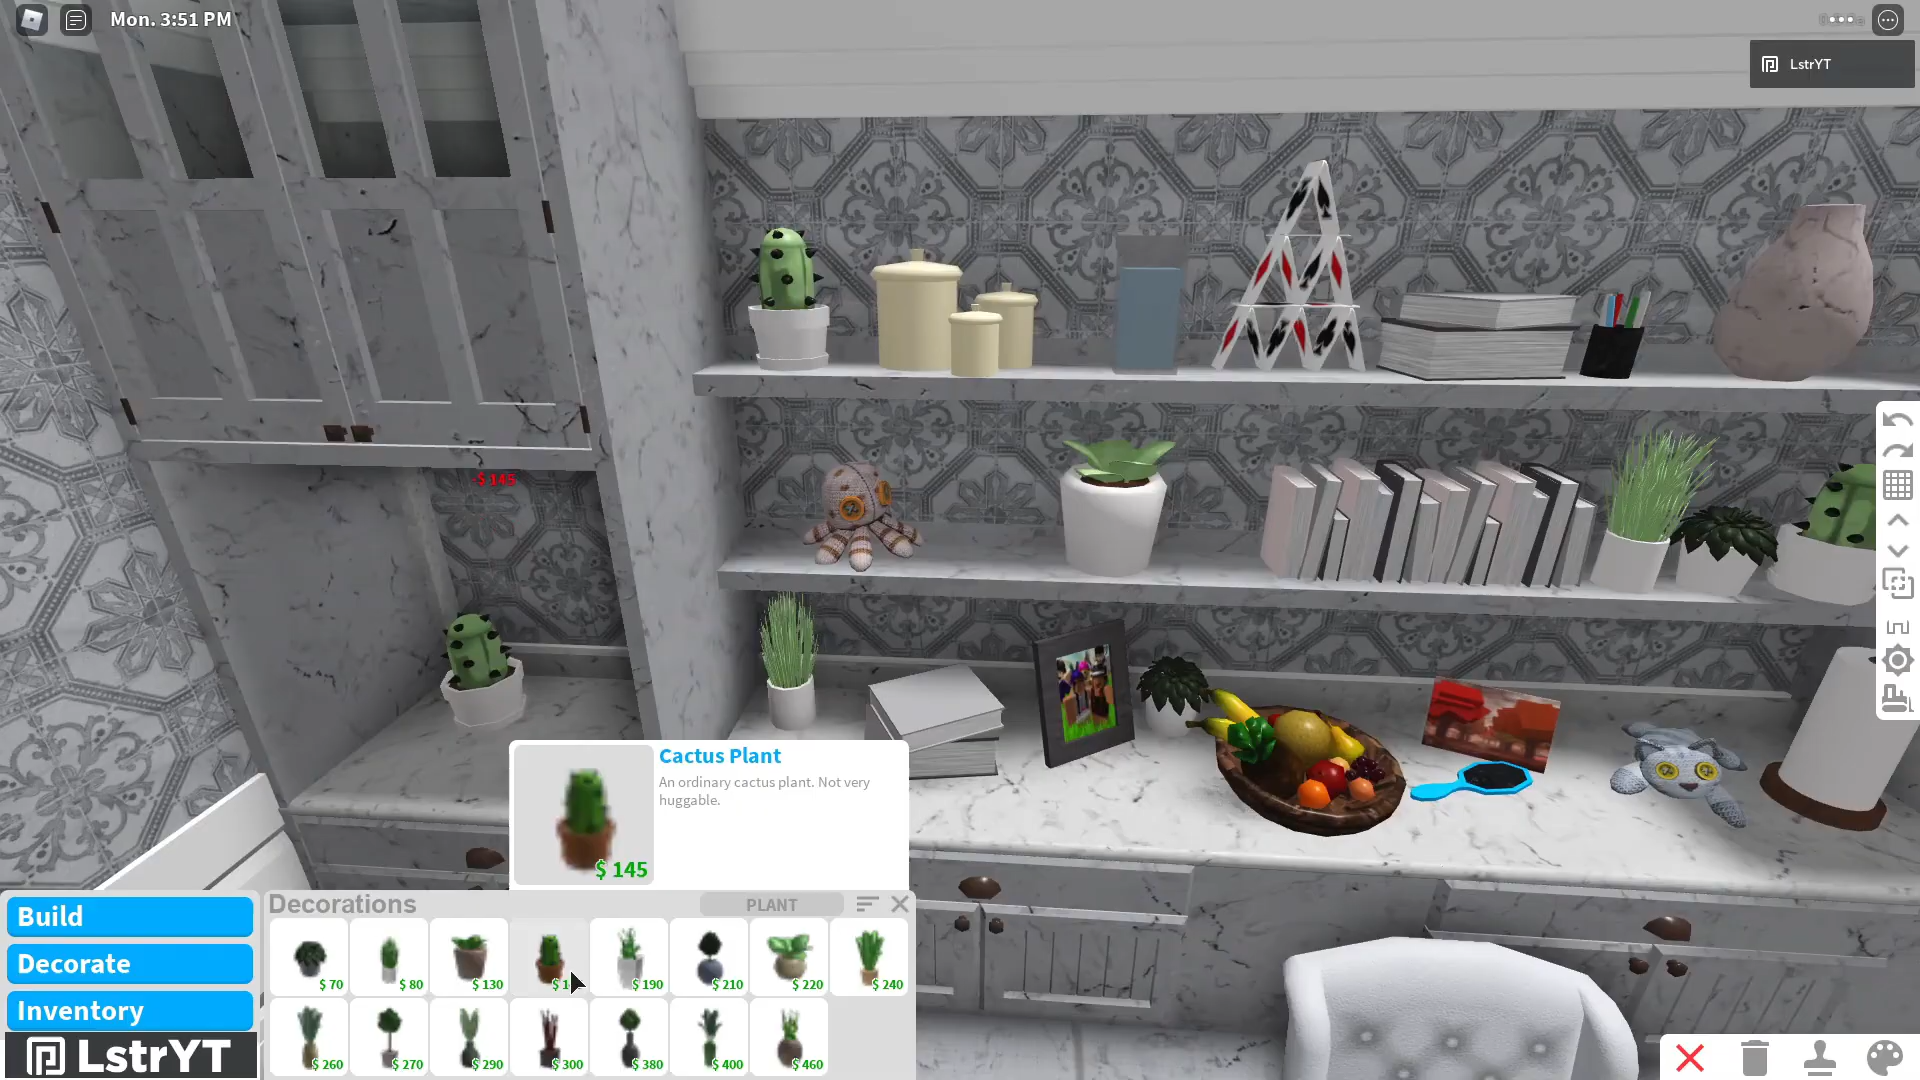 Mon. 3:51 PM
LstrYT
-$ 145
Cactus Plant
An ordinary cactus plant. Not very
huggable.
$ 145
Decorations
PLANT
Build
Decorate
Inventory
$ 70
$ 80
$ 130
$ 190
$ 210
$ 220
$ 240
$ 260
$ 270
$ 290
$ 300
$ 380
$ 400
$ 460
LstrYT